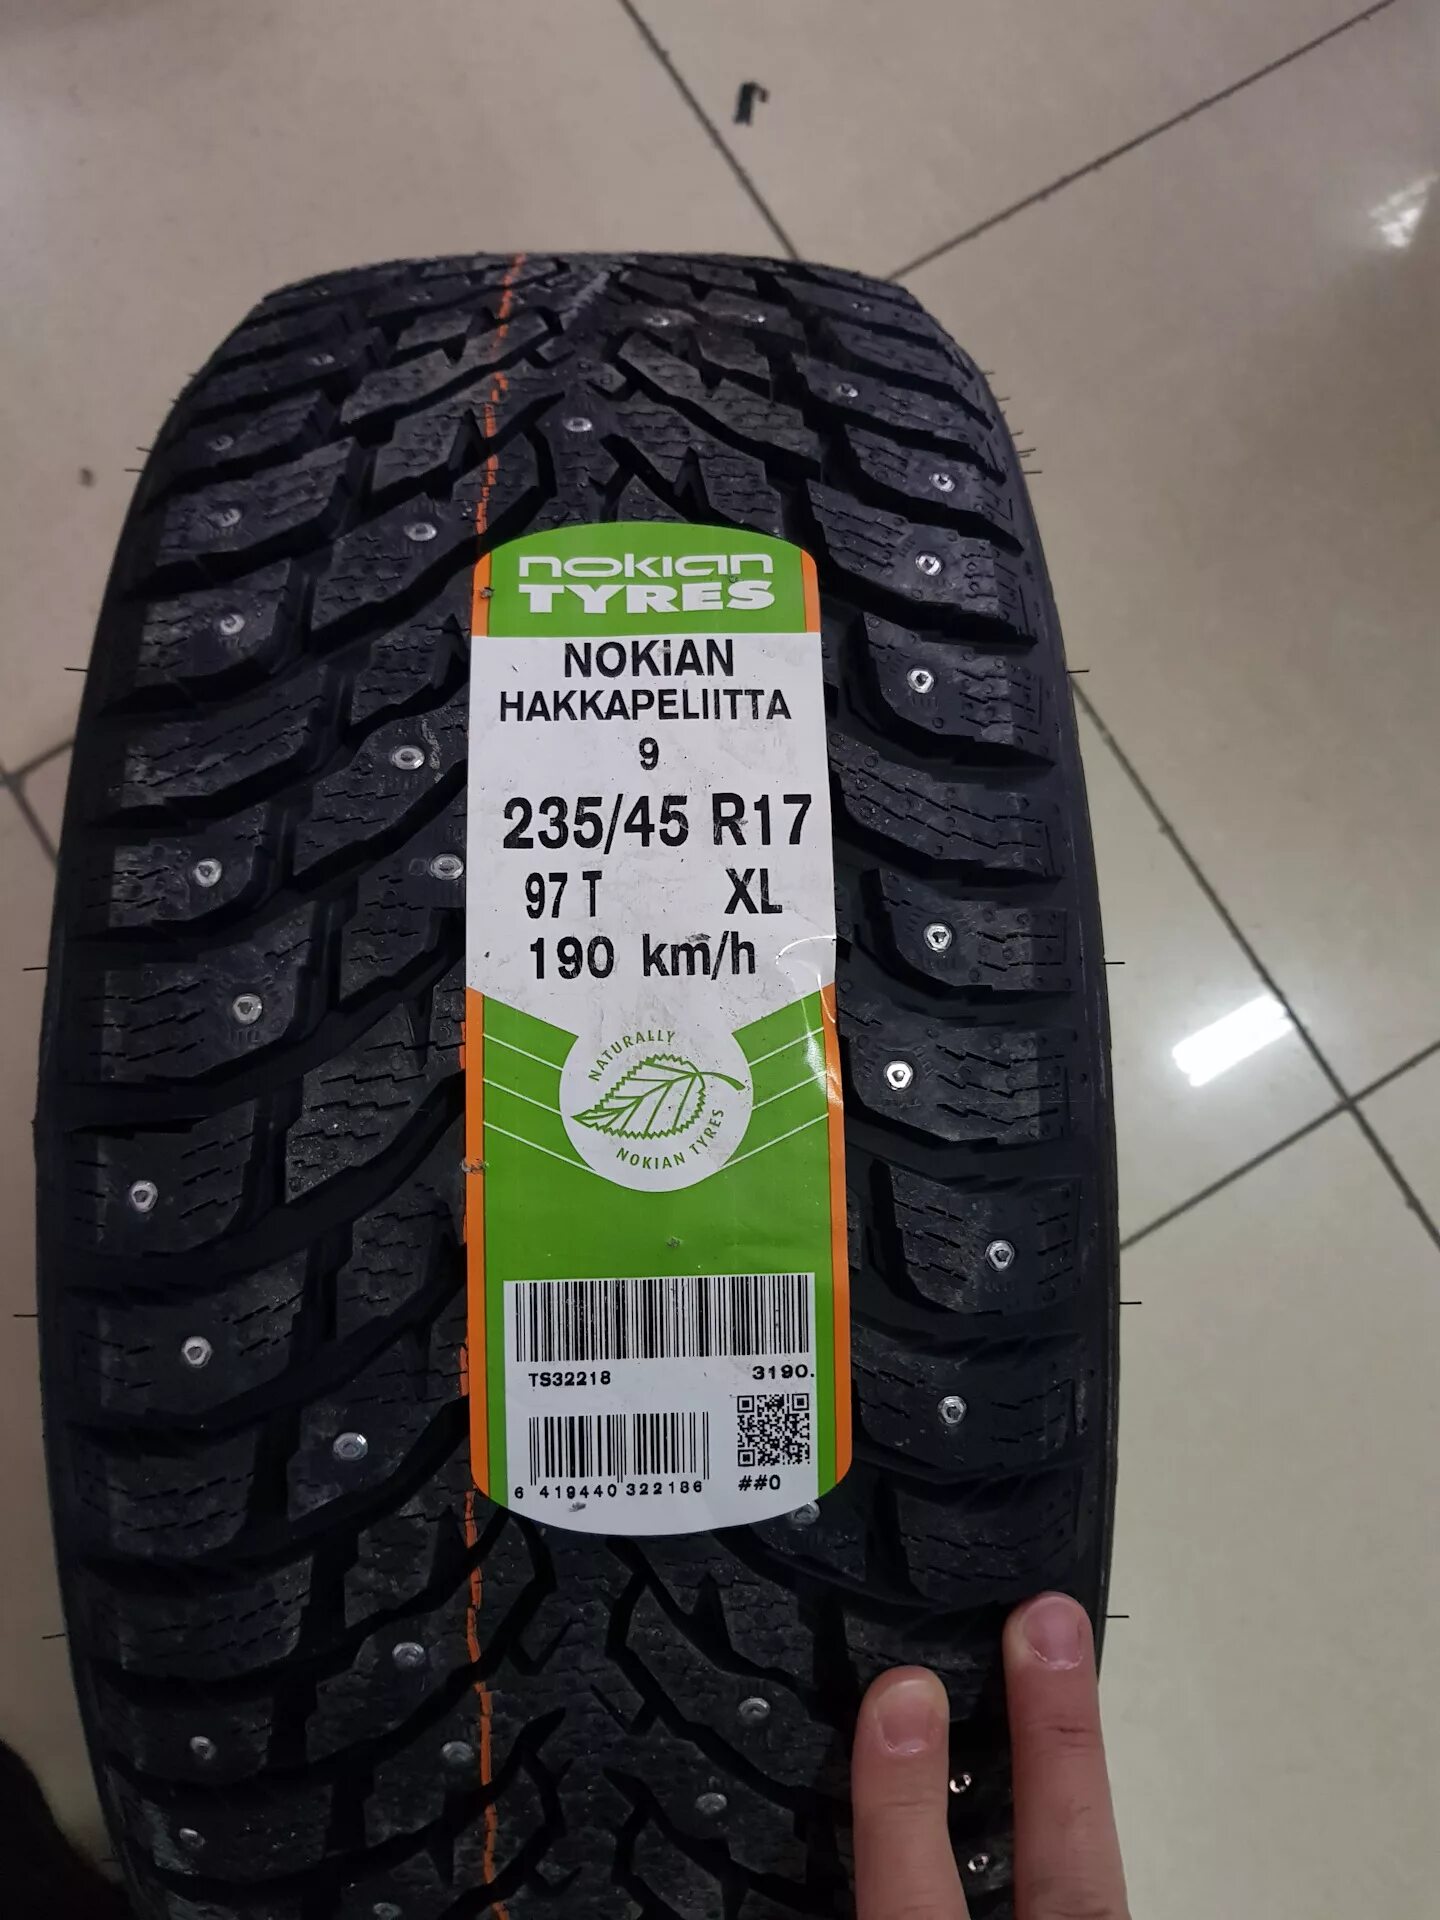 nokian
TYRES
NOKiAN
HAKKAPELIITTA
9
235/45 R17
97 T XL
190 km/h
NATURALLY
NOKIAN TYRES
TS32218 3190.
6 419440 322186 ##0